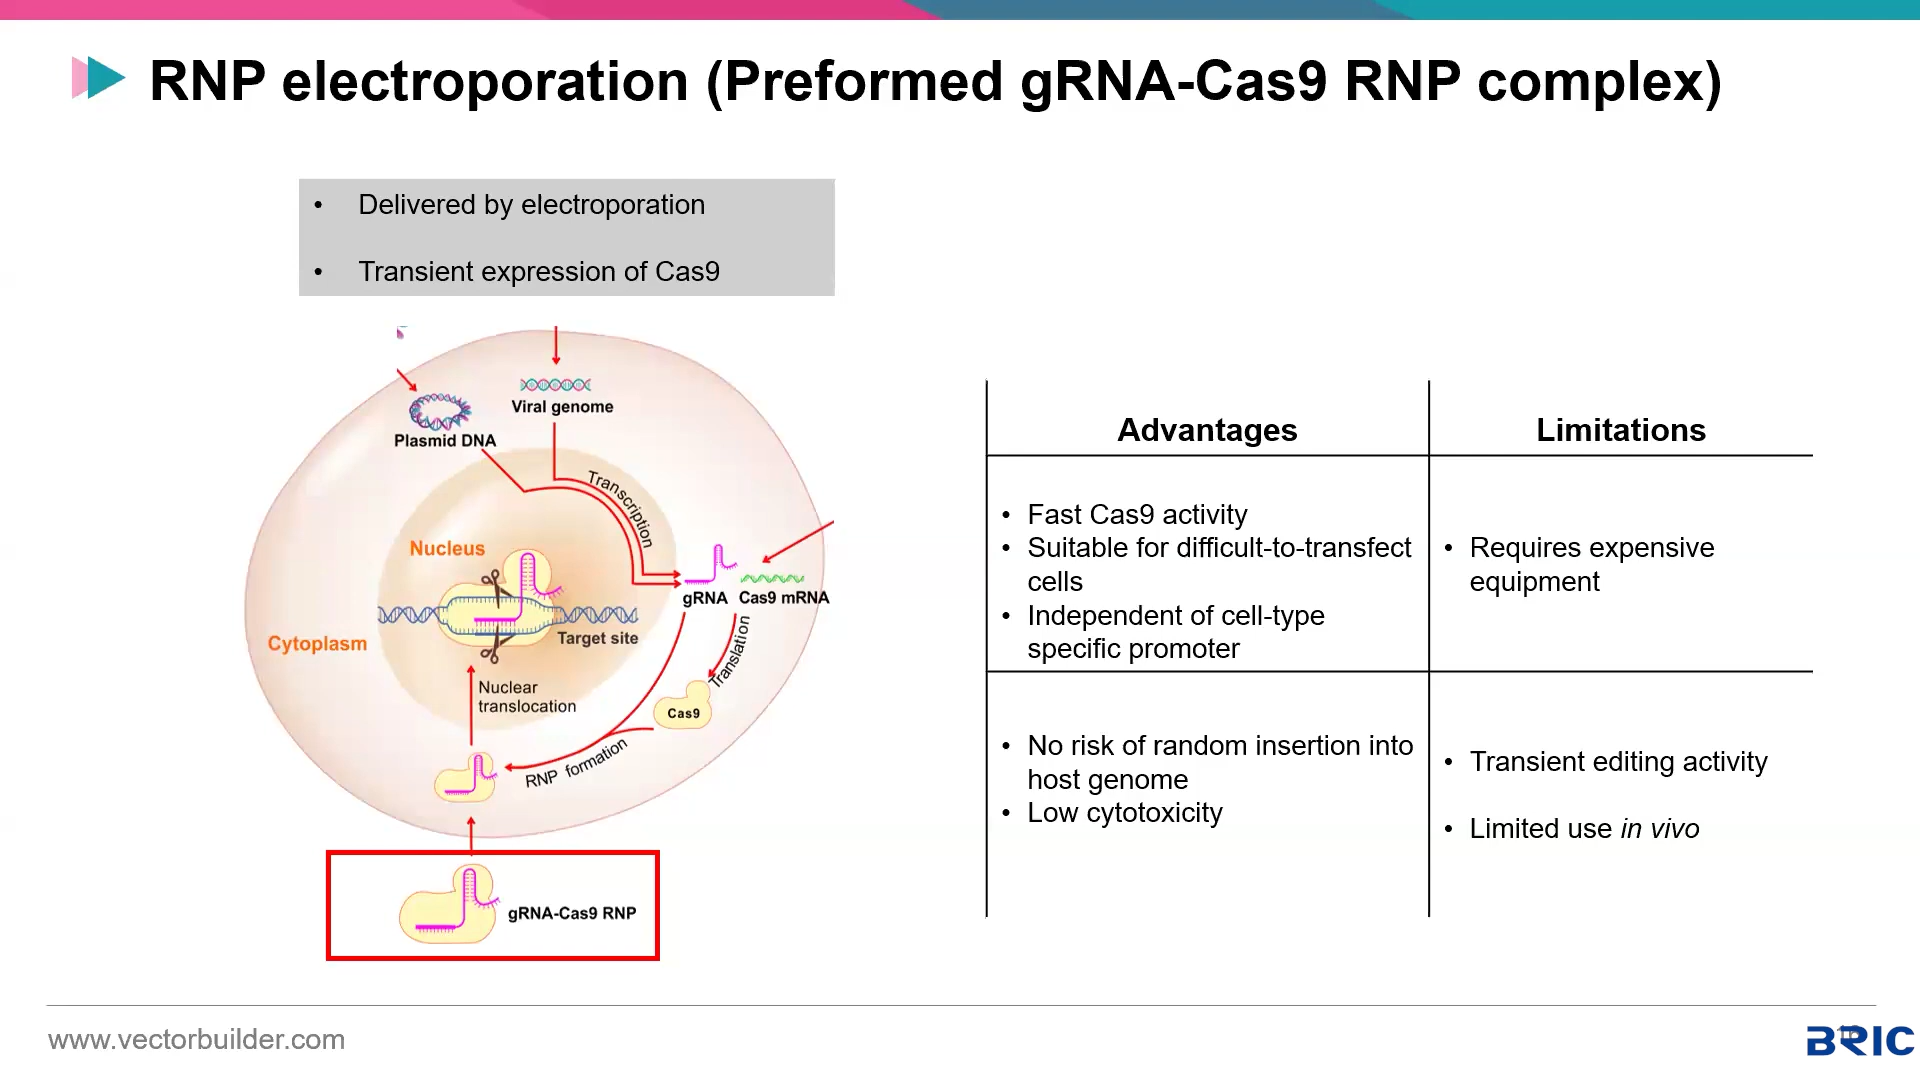 RNP electroporation (Preformed gRNA-Cas9 RNP complex)
• Delivered by electroporation
• Transient expression of Cas9
Viral genome
Plasmid DNA
Transcription
Nucleus
gRNA Cas9 mRNA
Target site
Cytoplasm
Translation
Nuclear
translocation
Cas9
RNP formation
gRNA-Cas9 RNP
Advantages
Limitations
• Fast Cas9 activity
• Suitable for difficult-to-transfect
cells
• Independent of cell-type
specific promoter
• Requires expensive
equipment
• No risk of random insertion into
host genome
• Low cytotoxicity
• Transient editing activity
• Limited use in vivo
www.vectorbuilder.com
BRIC